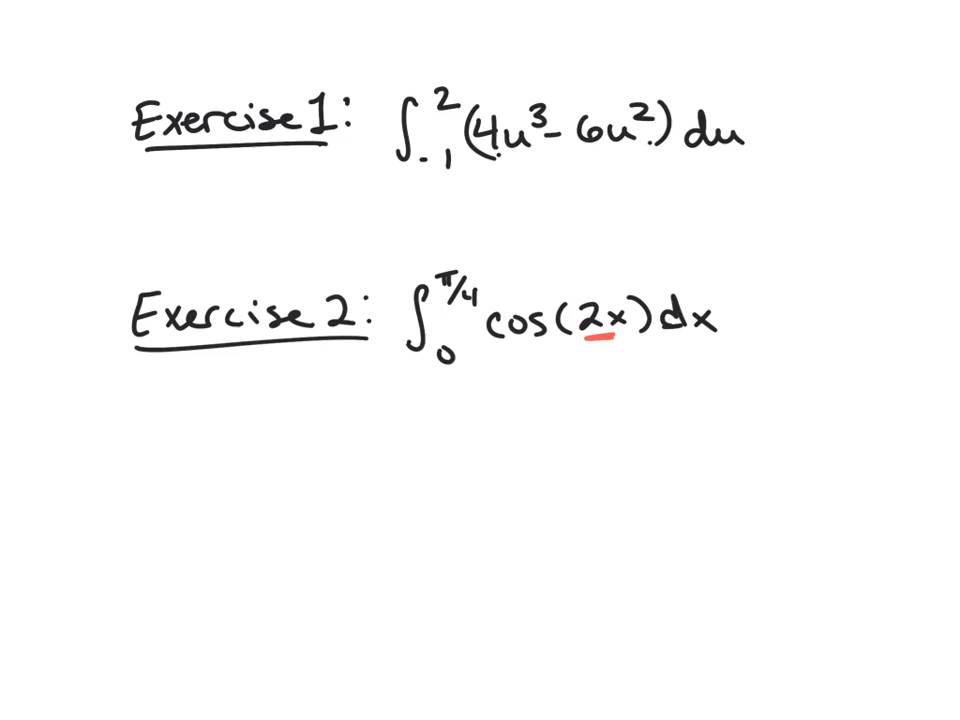 Exercise 1: ∫₋₁² (4u³ - 6u²) du
Exercise 2: ∫₀^π/4 cos(2x) dx